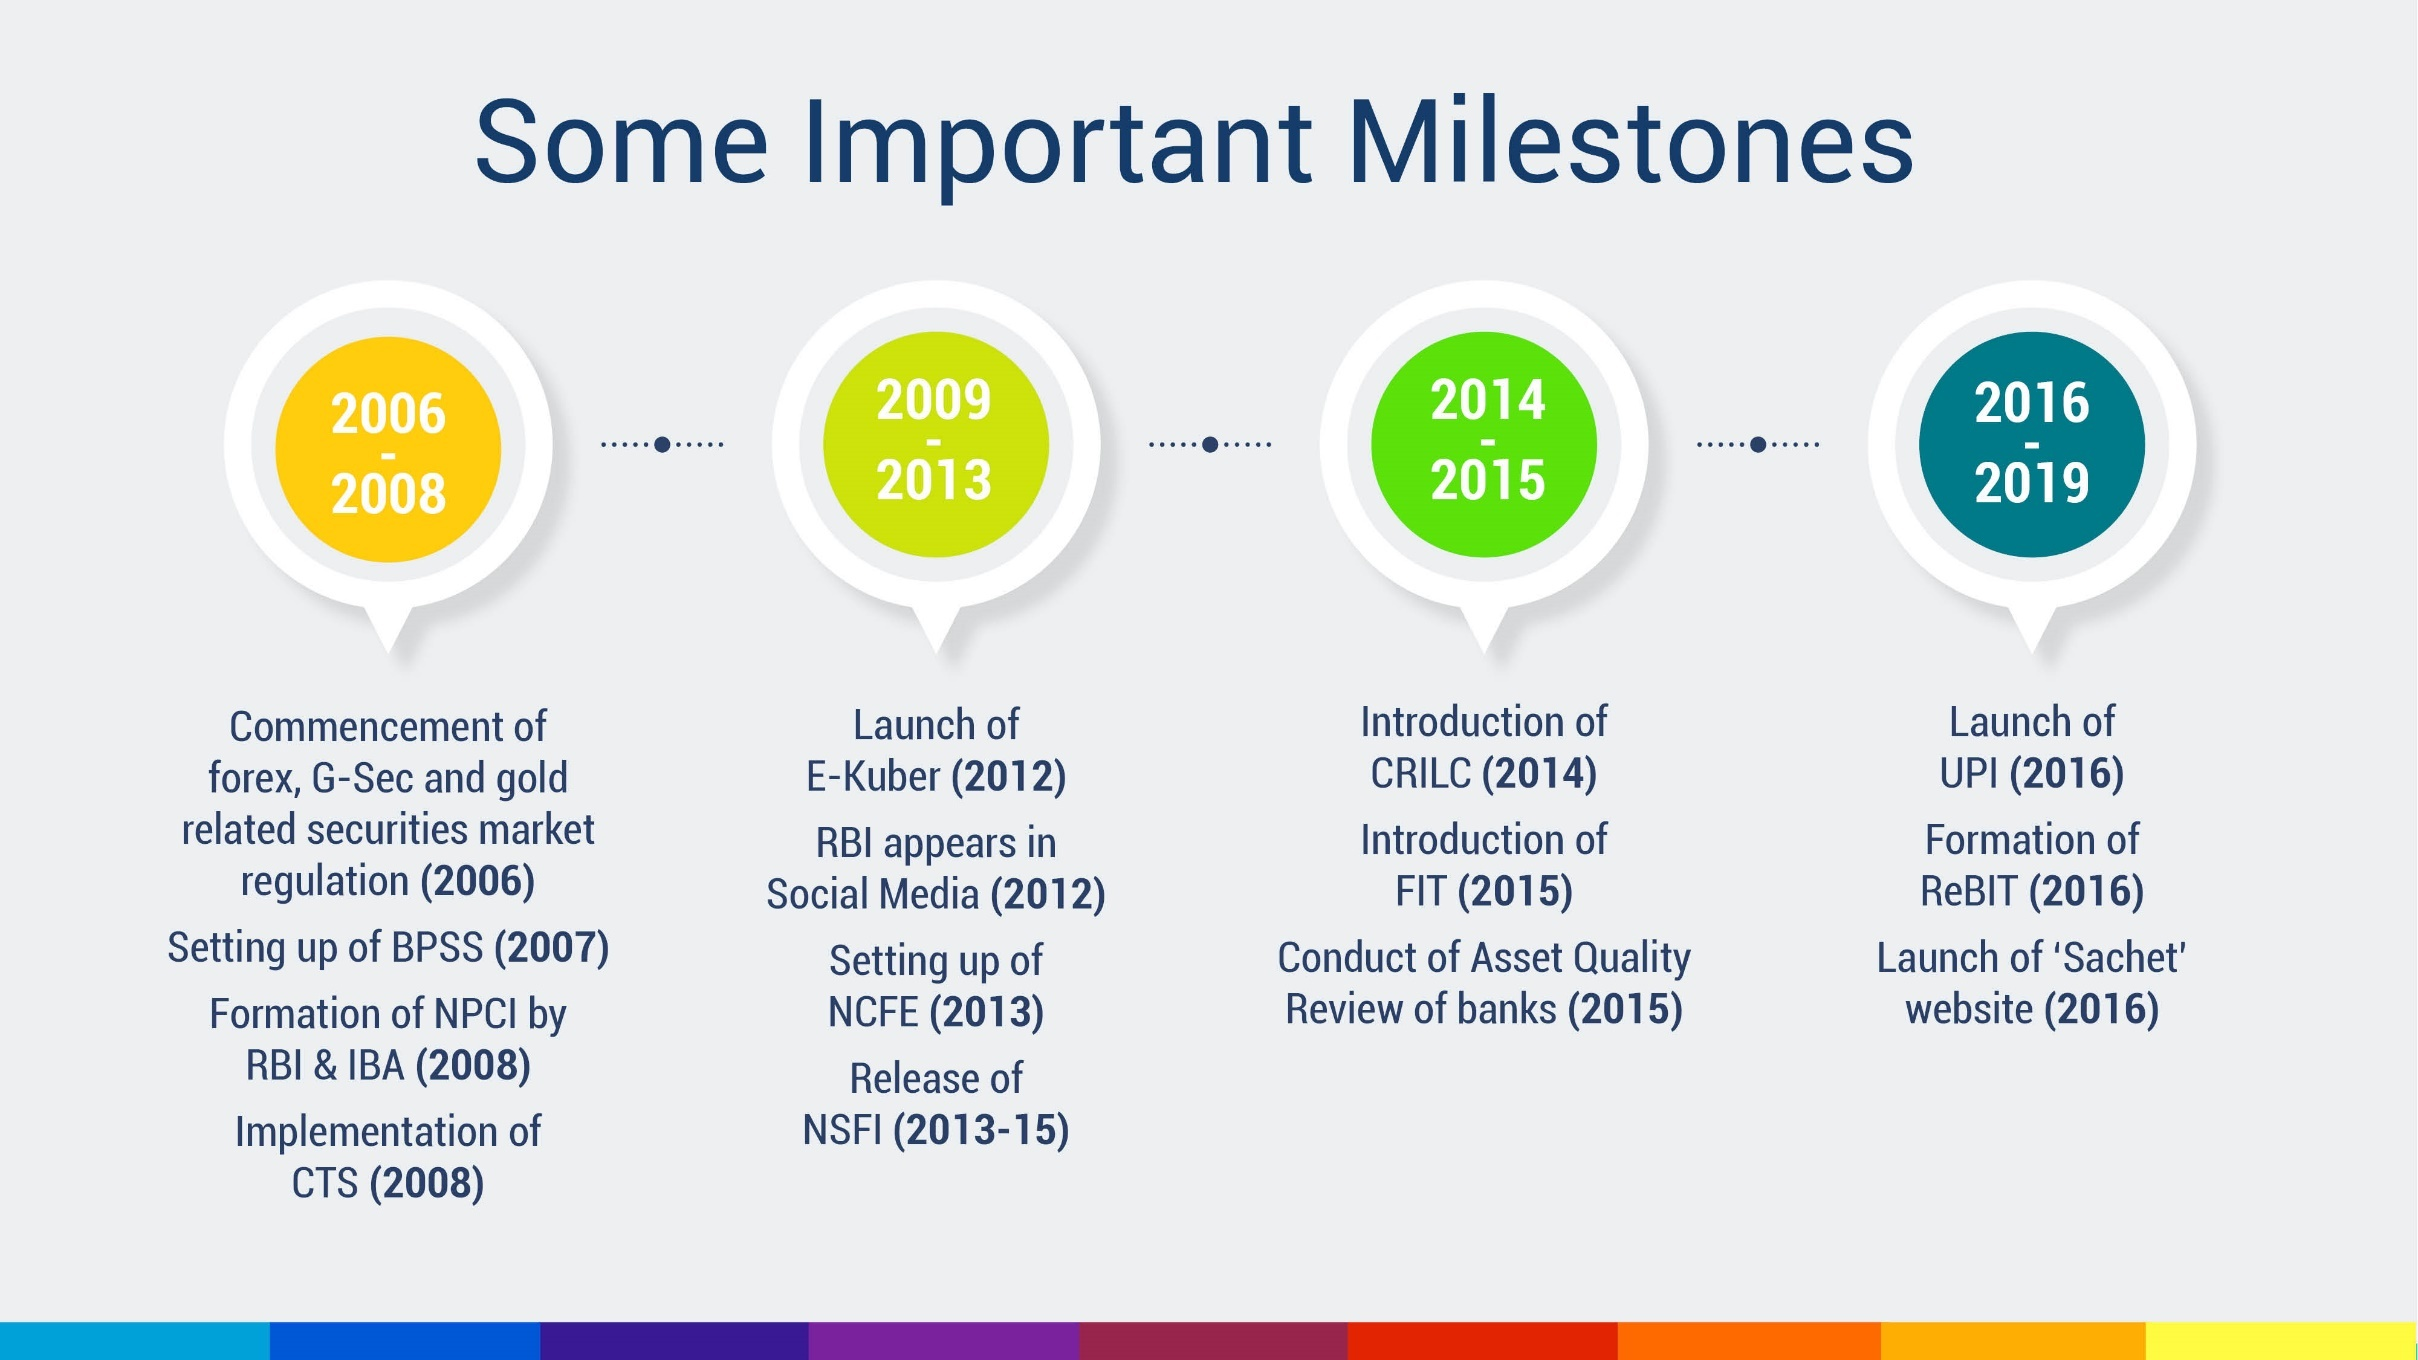 Some Important Milestones
2006
-
2008
2009
-
2013
2014
-
2015
2016
-
2019
Commencement of
forex, G-Sec and gold
related securities market
regulation (2006)
Setting up of BPSS (2007)
Formation of NPCI by
RBI & IBA (2008)
Implementation of
CTS (2008)
Launch of
E-Kuber (2012)
RBI appears in
Social Media (2012)
Setting up of
NCFE (2013)
Release of
NSFI (2013-15)
Introduction of
CRILC (2014)
Introduction of
FIT (2015)
Conduct of Asset Quality
Review of banks (2015)
Launch of
UPI (2016)
Formation of
ReBIT (2016)
Launch of ‘Sachet’
website (2016)